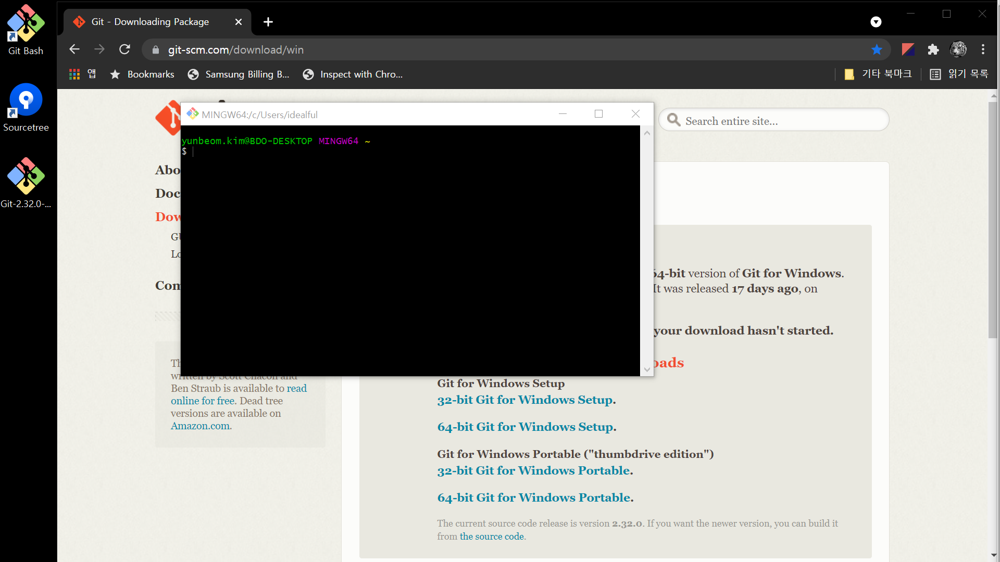 Git Bash
Sourcetree
Git-2.32.0-...
Git - Downloading Package
git-scm.com/download/win
앱
Bookmarks
Samsung Billing B...
Inspect with Chro...
기타 북마크
읽기 목록
MINGW64:/c/Users/idealful
yunbeom.kim@BDO-DESKTOP MINGW64 ~
$
Search entire site...
Abo
Doc
Dow
Com
64-bit version of Git for Windows.
It was released 17 days ago, on
your download hasn't started.
oads
written by Scott Chacon and
Ben Straub is available to read
online for free. Dead tree
versions are available on
Amazon.com.
Git for Windows Setup
32-bit Git for Windows Setup.
64-bit Git for Windows Setup.
Git for Windows Portable ("thumbdrive edition")
32-bit Git for Windows Portable.
64-bit Git for Windows Portable.
The current source code release is version 2.32.0. If you want the newer version, you can build it
from the source code.